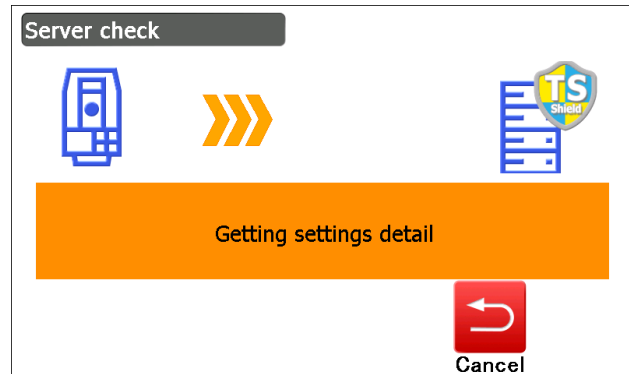 Server check
TS
Shield
Getting settings detail
Cancel